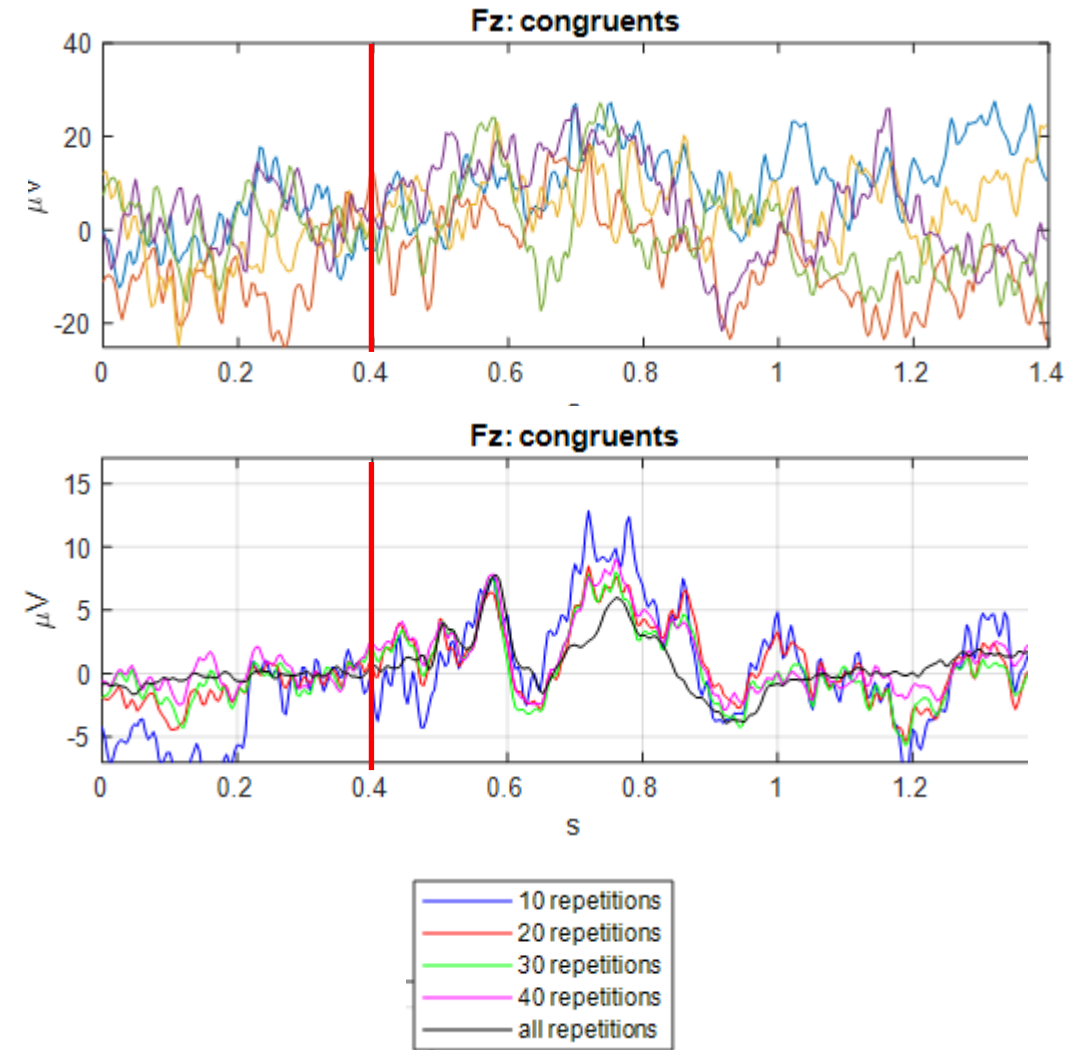 Fz: congruents
40
20
0
-20
μV
0 0.2 0.4 0.6 0.8 1 1.2 1.4
Fz: congruents
15
10
5
0
-5
μV
0 0.2 0.4 0.6 0.8 1 1.2
s
10 repetitions
20 repetitions
30 repetitions
40 repetitions
all repetitions